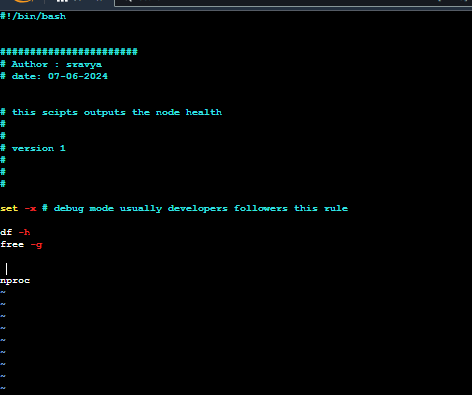 #!/bin/bash
#######################
# Author : sravya
# date: 07-06-2024
# this scipts outputs the node health
#
#
# version 1
#
#
#
set -x # debug mode usually developers followers this rule
df -h
free -g
nproc
~
~
~
~
~
~
~
~
~